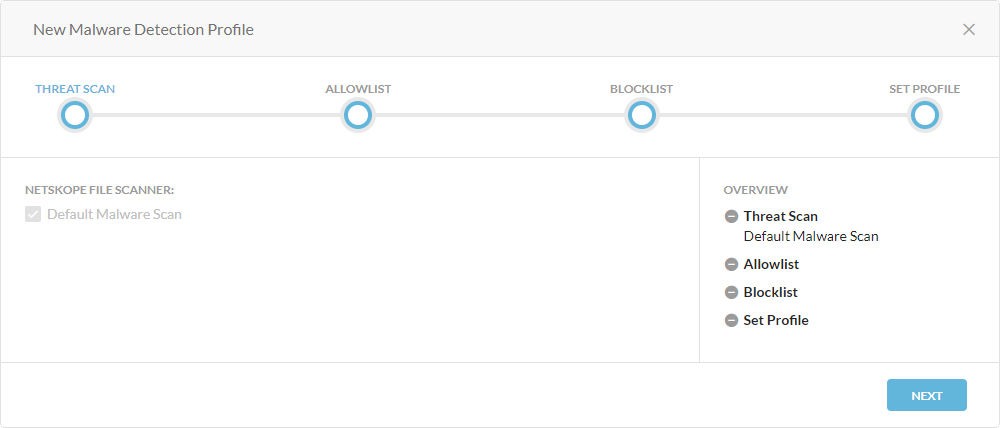 New Malware Detection Profile
THREAT SCAN
ALLOWLIST
BLOCKLIST
SET PROFILE
NETSKOPE FILE SCANNER:
Default Malware Scan
OVERVIEW
Threat Scan
Default Malware Scan
Allowlist
Blocklist
Set Profile
NEXT